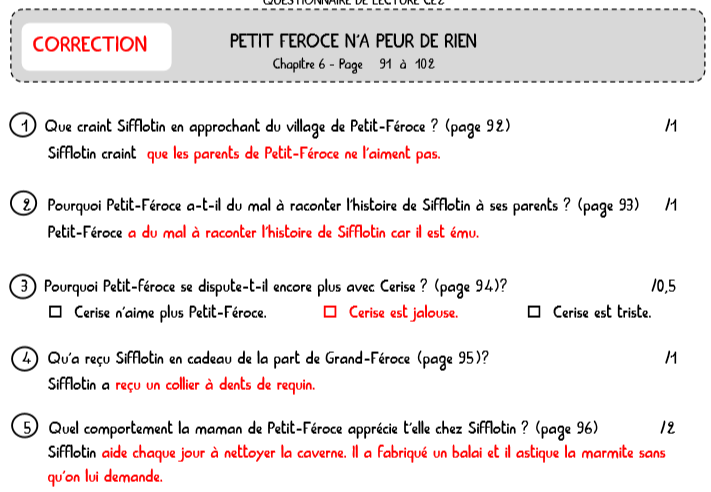 QUESTIONNAIRE DE LECTURE CE2
CORRECTION
PETIT FEROCE N'A PEUR DE RIEN
Chapitre 6 - Page 91 à 102
1 Que craint Sifflotin en approchant du village de Petit-Féroce ? (page 92) /1
Sifflotin craint que les parents de Petit-Féroce ne l'aiment pas.
2 Pourquoi Petit-Féroce a-t-il du mal à raconter l'histoire de Sifflotin à ses parents ? (page 93) /1
Petit-Féroce a du mal à raconter l'histoire de Sifflotin car il est ému.
3 Pourquoi Petit-féroce se dispute-t-il encore plus avec Cerise ? (page 94)? /0,5
Cerise n'aime plus Petit-Féroce. Cerise est jalouse. Cerise est triste.
4 Qu'a reçu Sifflotin en cadeau de la part de Grand-Féroce (page 95)? /1
Sifflotin a reçu un collier à dents de requin.
5 Quel comportement la maman de Petit-Féroce apprécie t'elle chez Sifflotin ? (page 96) /2
Sifflotin aide chaque jour à nettoyer la caverne. Il a fabriqué un balai et il astique la marmite sans
qu'on lui demande.